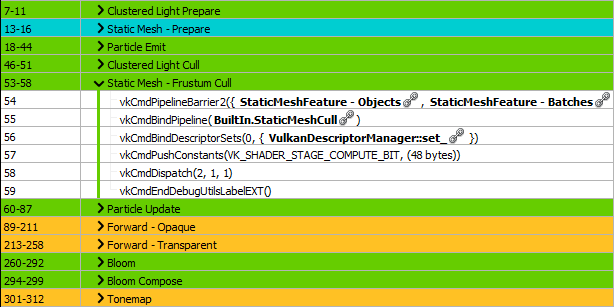 7-11 Clustered Light Prepare
13-16 Static Mesh - Prepare
18-44 Particle Emit
46-51 Clustered Light Cull
53-58 Static Mesh - Frustum Cull
54 vkCmdPipelineBarrier2({ StaticMeshFeature - Objects , StaticMeshFeature - Batches
55 vkCmdBindPipeline( BuiltIn.StaticMeshCull )
56 vkCmdBindDescriptorSets(0, { VulkanDescriptorManager::set_ })
57 vkCmdPushConstants(VK_SHADER_STAGE_COMPUTE_BIT, (48 bytes))
58 vkCmdDispatch(2, 1, 1)
59 vkCmdEndDebugUtilsLabelEXT()
60-87 Particle Update
89-211 Forward - Opaque
213-258 Forward - Transparent
260-292 Bloom
294-299 Bloom Compose
301-312 Tonemap